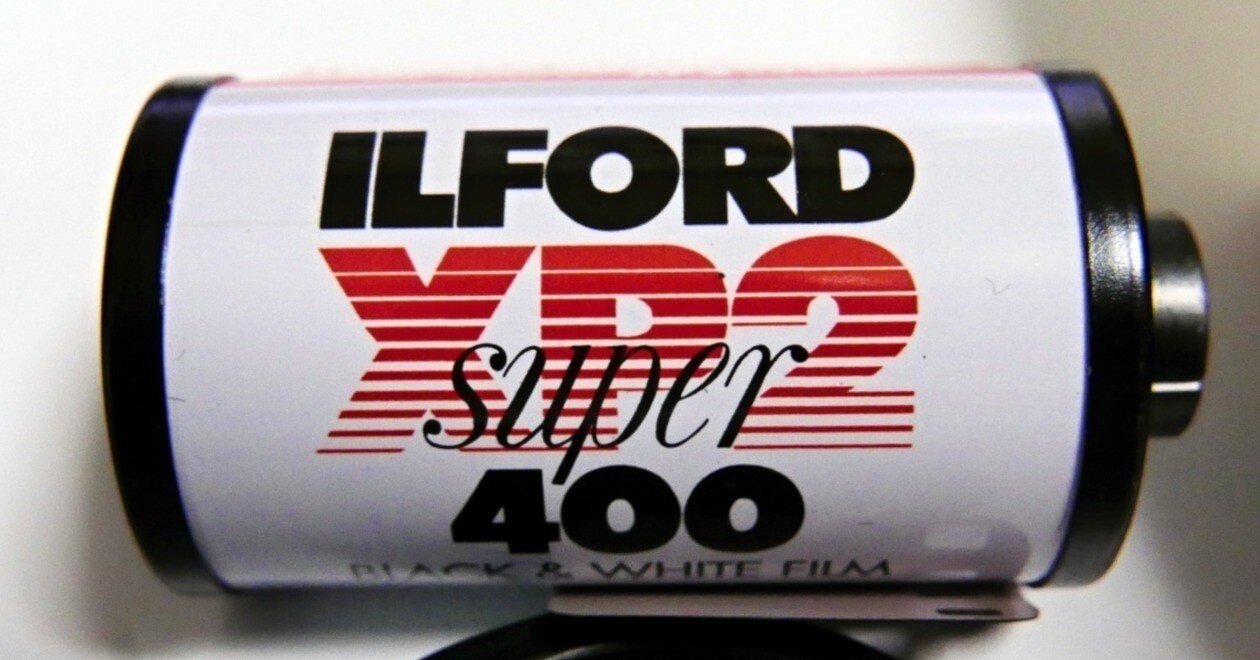 ILFORD
XP2
super
400
BLACK & WHITE FILM